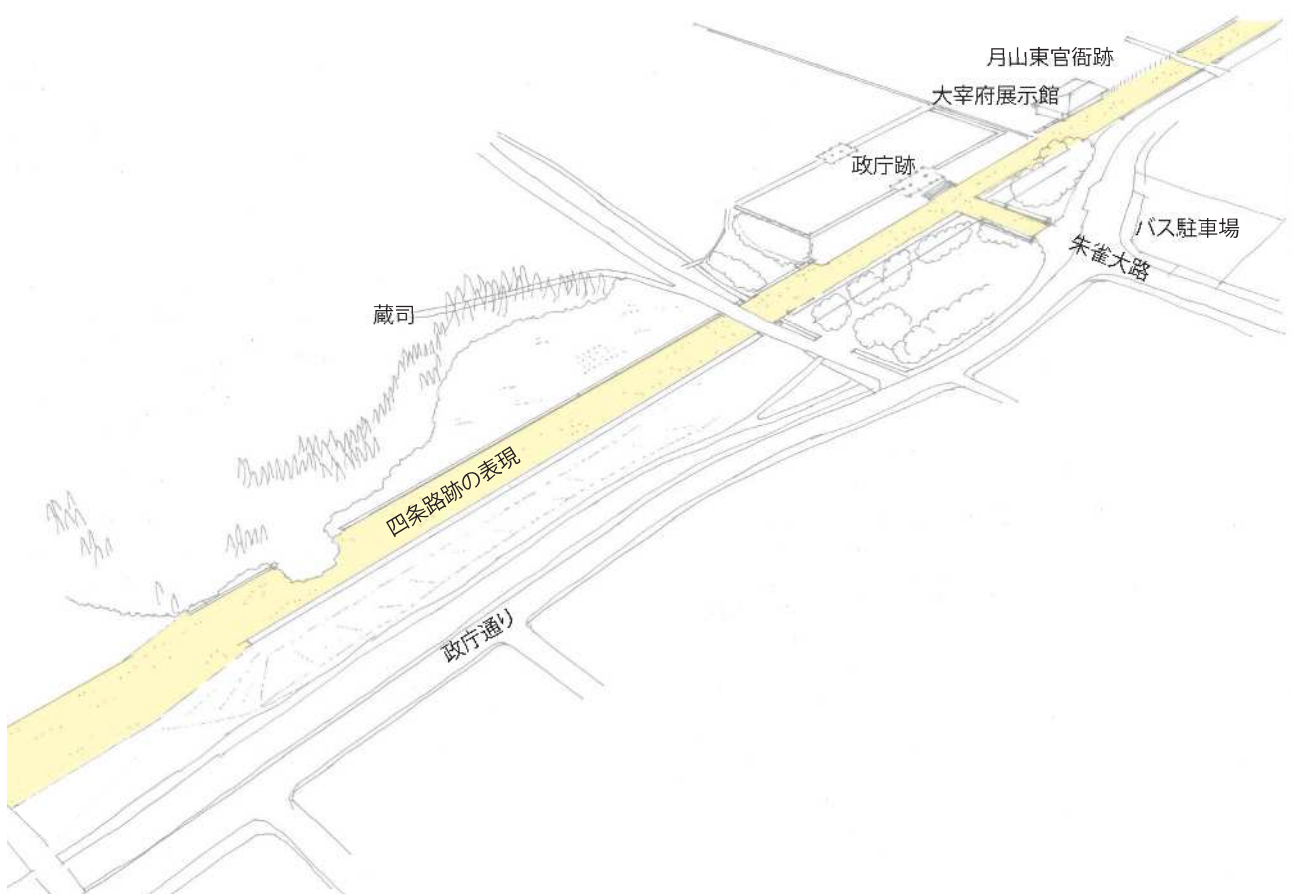 月山東官衙跡
大宰府展示館
政庁跡
バス駐車場
朱雀大路
蔵司
四条路跡の表現
政庁通り